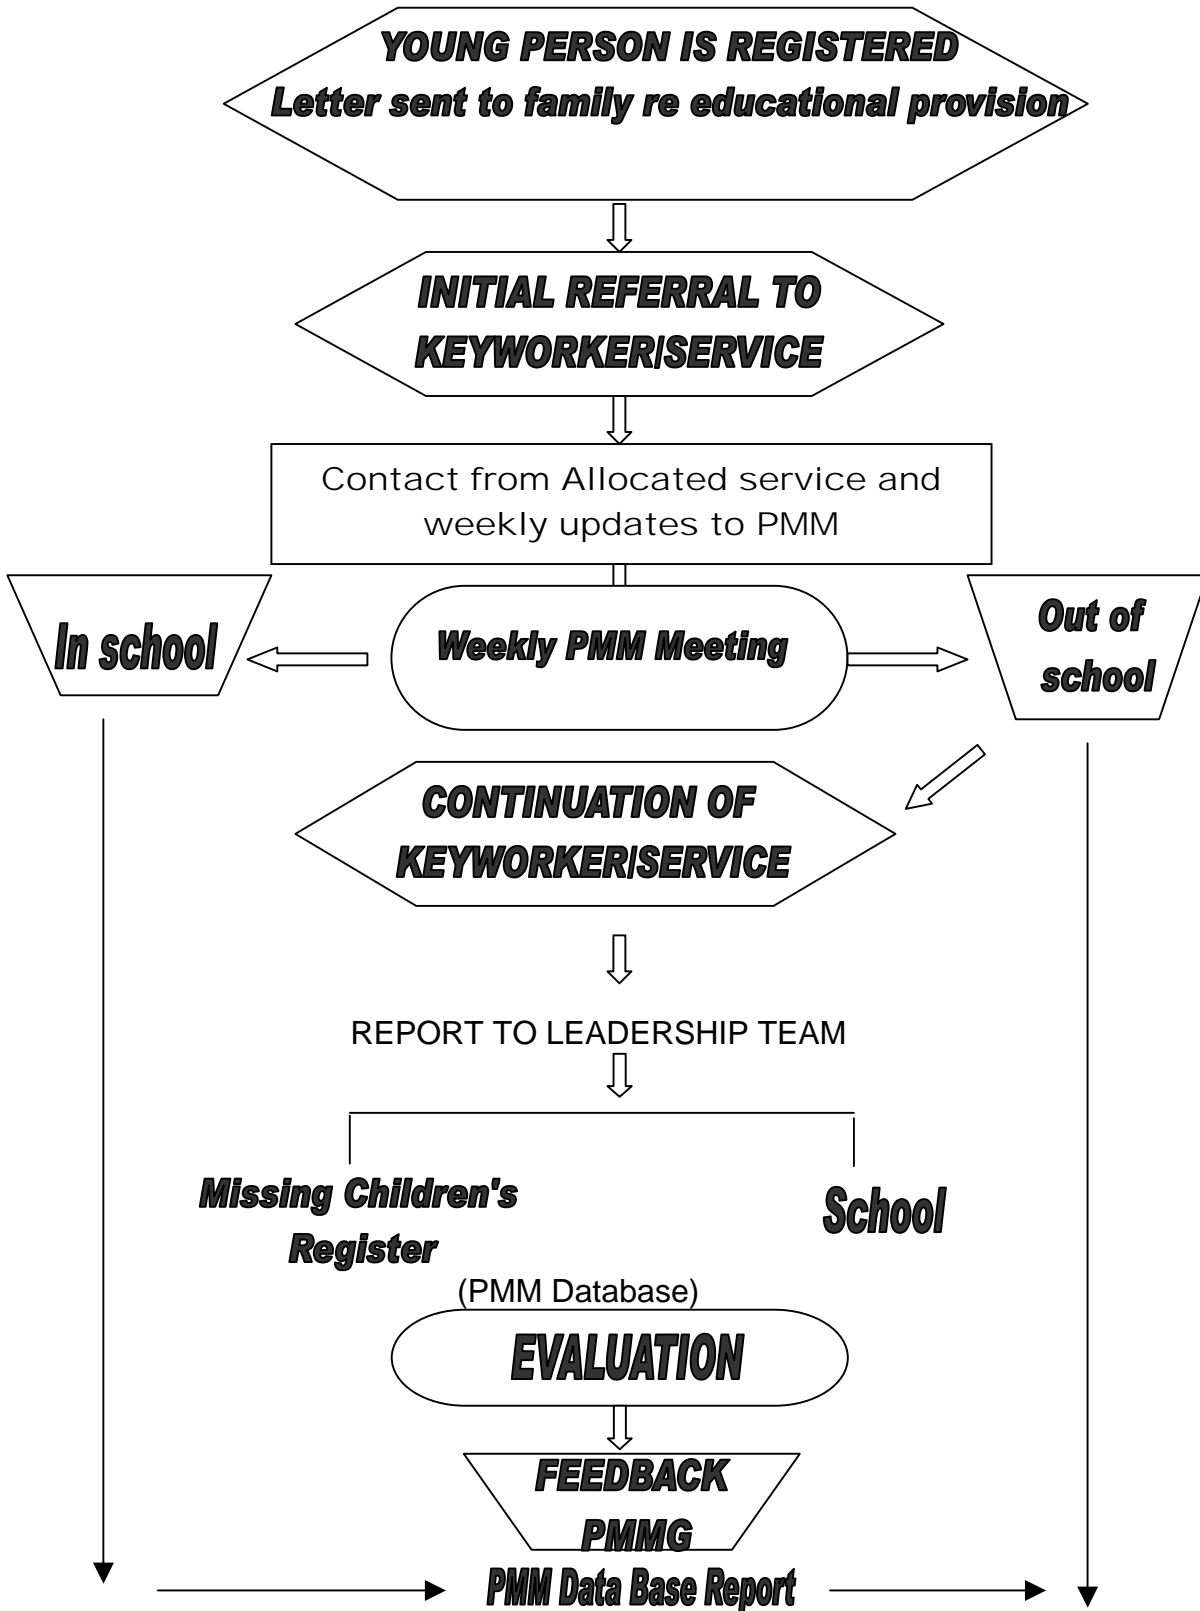 YOUNG PERSON IS REGISTERED
Letter sent to family re educational provision
INITIAL REFERRAL TO
KEYWORKER/SERVICE
Contact from Allocated service and
weekly updates to PMM
In school
Weekly PMM Meeting
Out of
school
CONTINUATION OF
KEYWORKER/SERVICE
REPORT TO LEADERSHIP TEAM
Missing Children's
Register
School
(PMM Database)
EVALUATION
FEEDBACK
PMMG
PMM Data Base Report